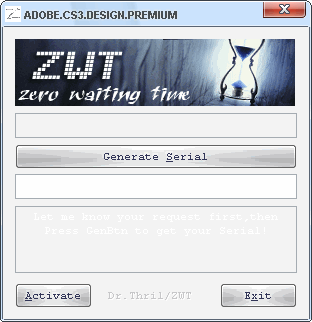 ADOBE.CS3.DESIGN.PREMIUM
ZWT
zero waiting time
Generate Serial
Let me know your request first,then
Press GenBtn to get your Serial!
Activate
Dr.Thril/ZWT
Exit